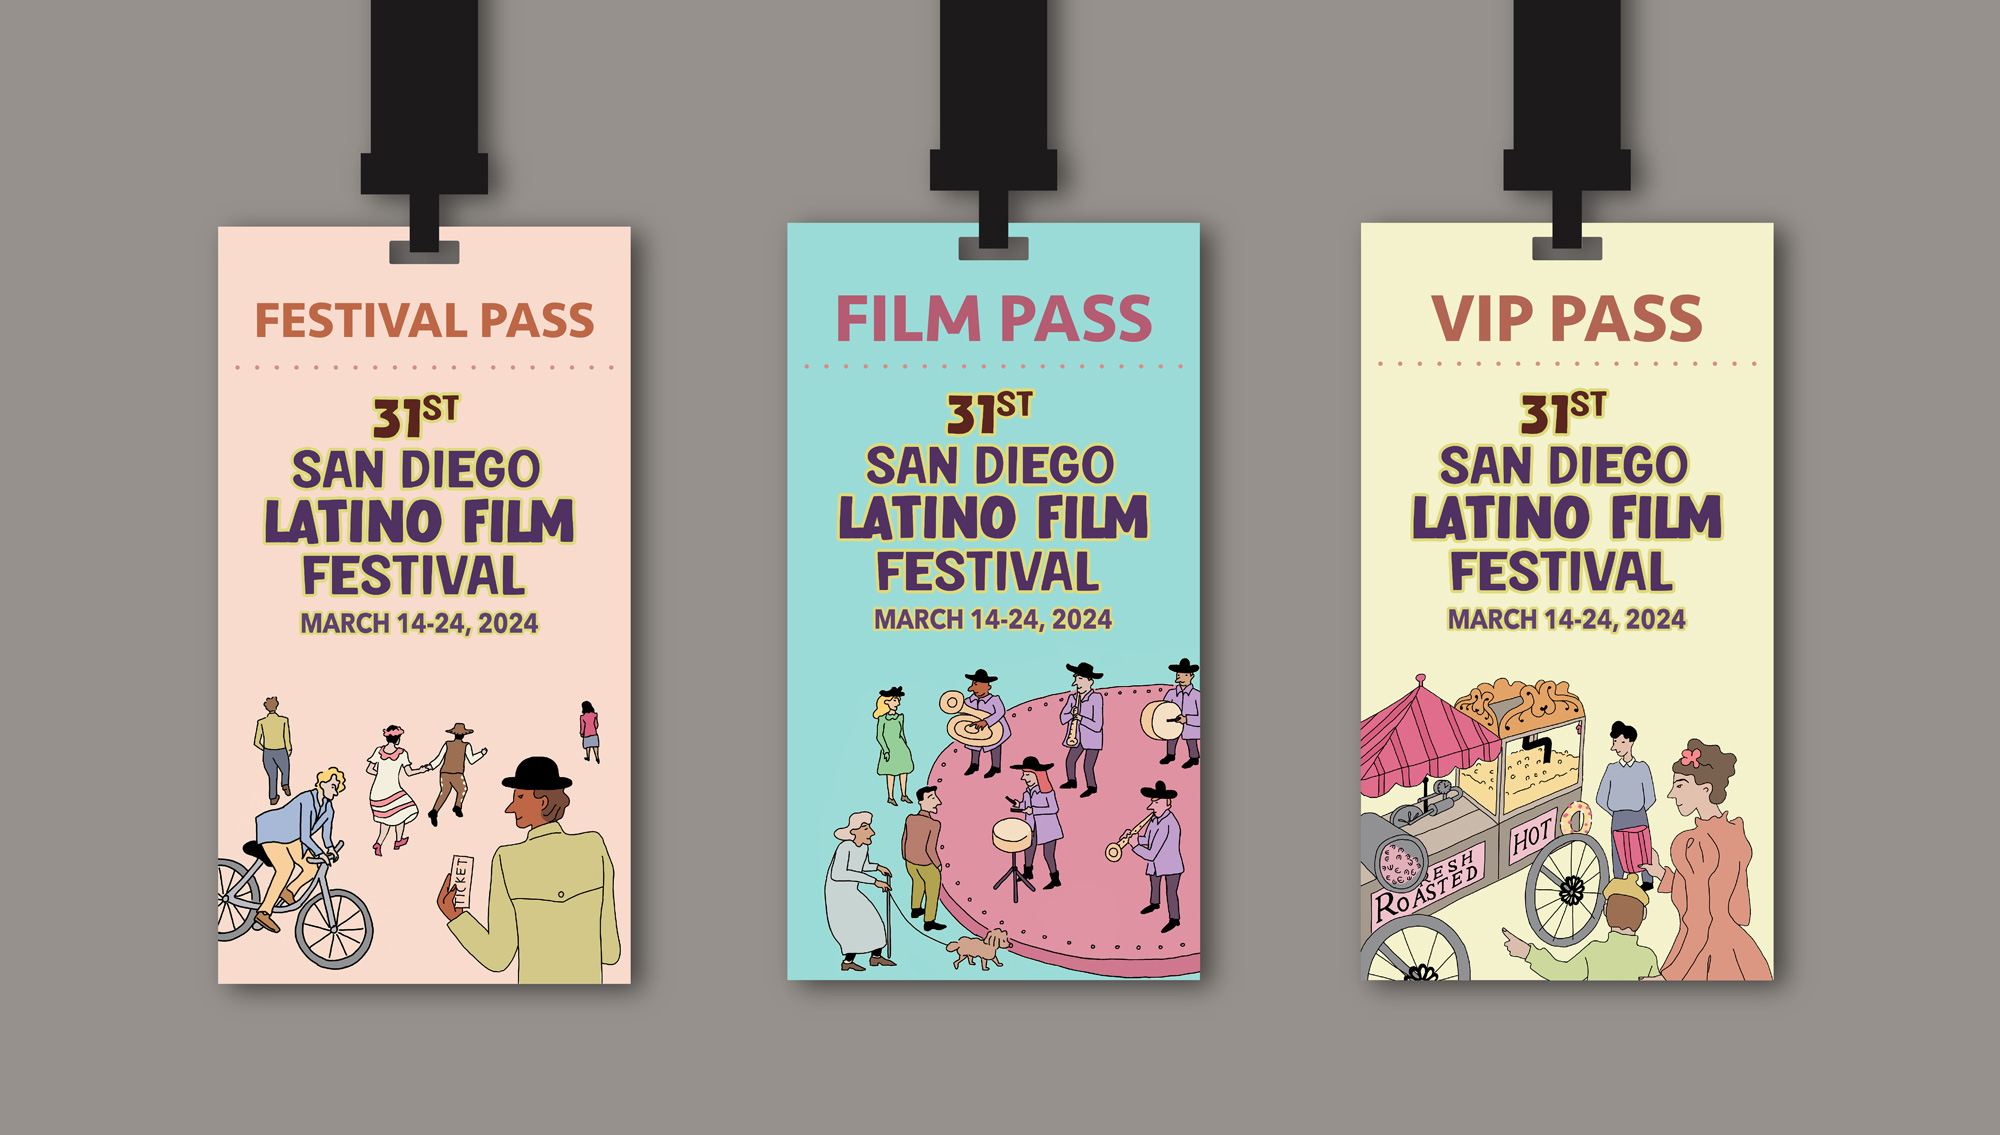 FESTIVAL PASS
31ST
SAN DIEGO
LATINO FILM
FESTIVAL
MARCH 14-24, 2024
TICKET
FILM PASS
31ST
SAN DIEGO
LATINO FILM
FESTIVAL
MARCH 14-24, 2024
VIP PASS
31ST
SAN DIEGO
LATINO FILM
FESTIVAL
MARCH 14-24, 2024
HOT
RESH
ROASTED